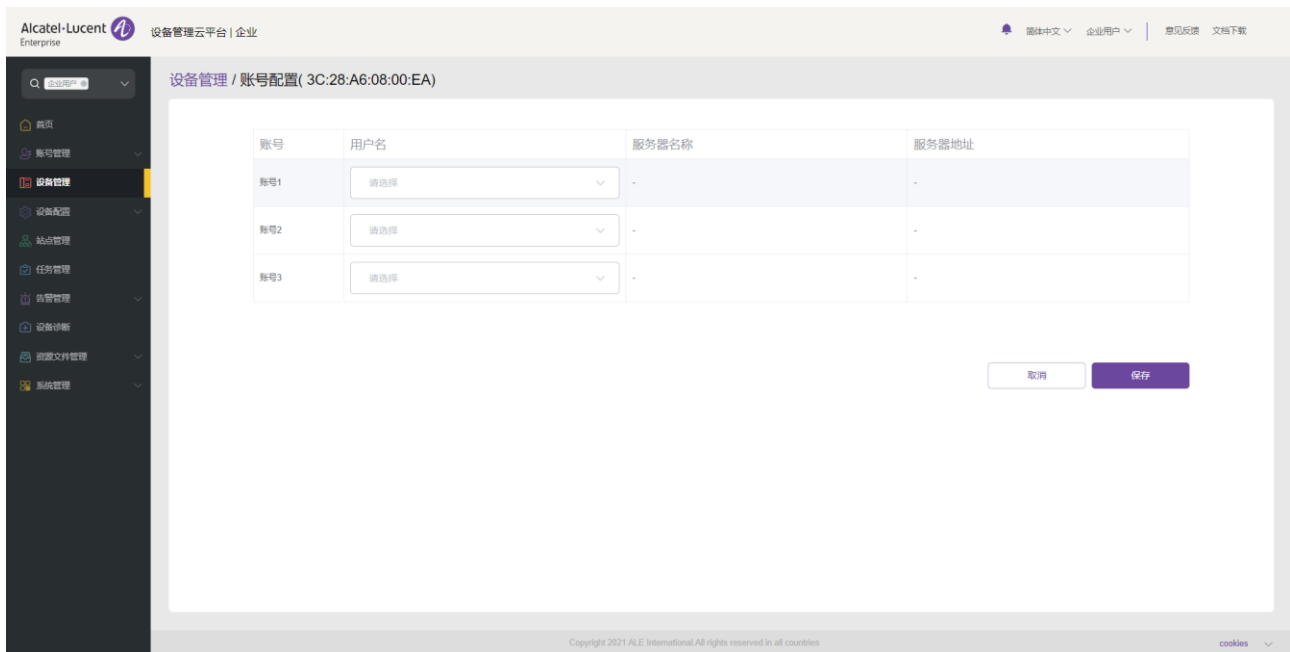 Alcatel·Lucent
Enterprise
设备管理云平台 | 企业
简体中文
企业用户
意见反馈
文档下载
企业用户
首页
账号管理
设备管理
设备配置
站点管理
任务管理
告警管理
设备诊断
资源文件管理
系统管理
设备管理 / 账号配置( 3C:28:A6:08:00:EA)
账号 用户名 服务器名称 服务器地址
账号1 请选择 - -
账号2 请选择 - -
账号3 请选择 - -
取消 保存
Copyright 2021 ALE International.All rights reserved in all countries
cookies